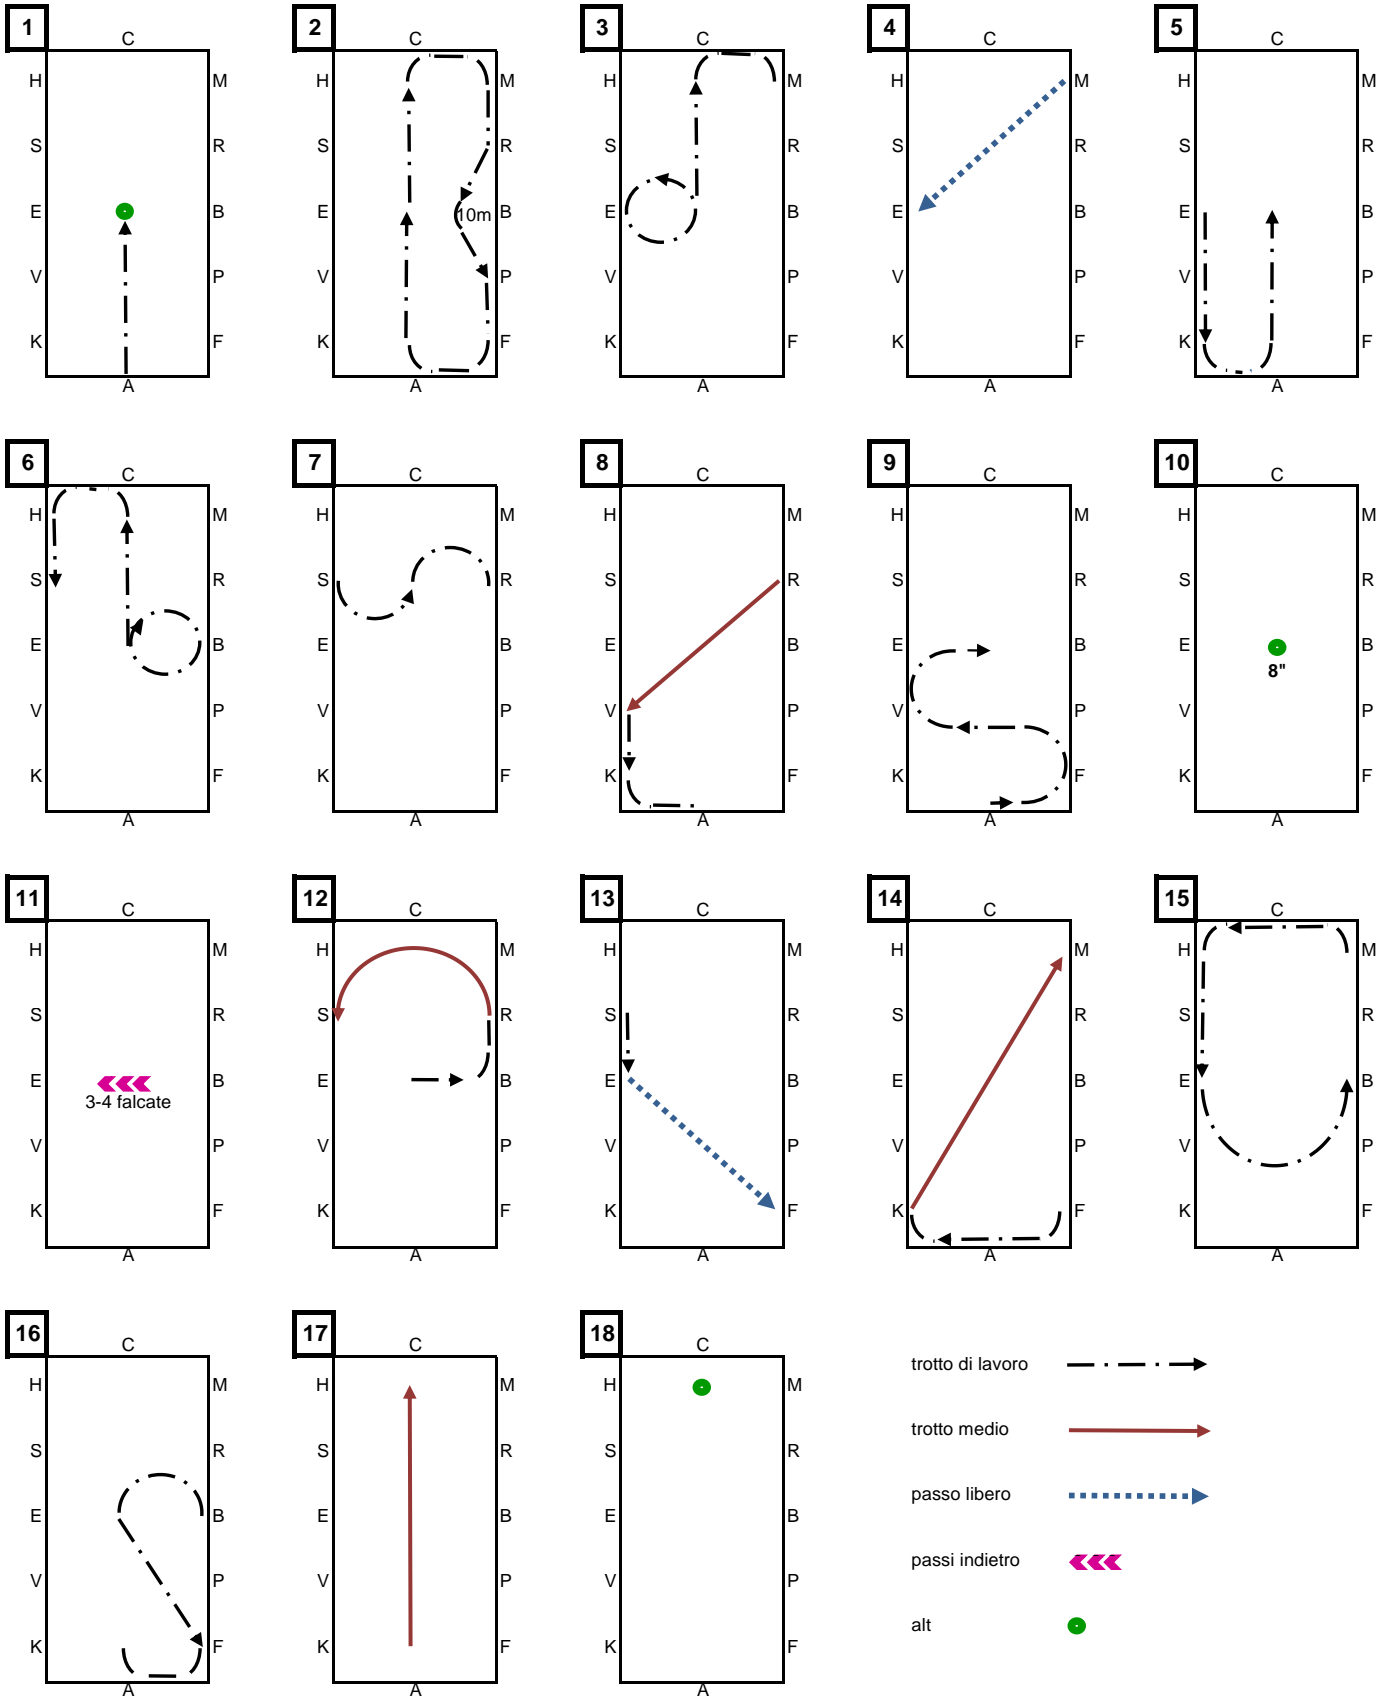 1 2 3 4 5
C C C C C
H H M H M H M H M
S S R S R S R S R
E B E 10m B E B E B E B
V P V P V P V P V P
K F K F K F K F K F
A A A A A
6 7 8 9 10
C C C C C
H M H M H M H M H M
S R S R S R S R S R
E B E B E B E B E B
8"
V P V P V P V P V P
K F K F K F K F K F
A A A A A
11 12 13 14 15
C C C C C
H M H M H M H M H M
S R S R S R S R S R
E B E B E B E B E B
3-4 falcate
V P V P V P V P V P
K F K F K F K F K F
A A A A A
16 17 18
C C C
H M H M H M
trotto di lavoro
S R S R S R
trotto medio
E B E B E B
passo libero
V P V P V P
passi indietro
K F K F K F
alt
A A A